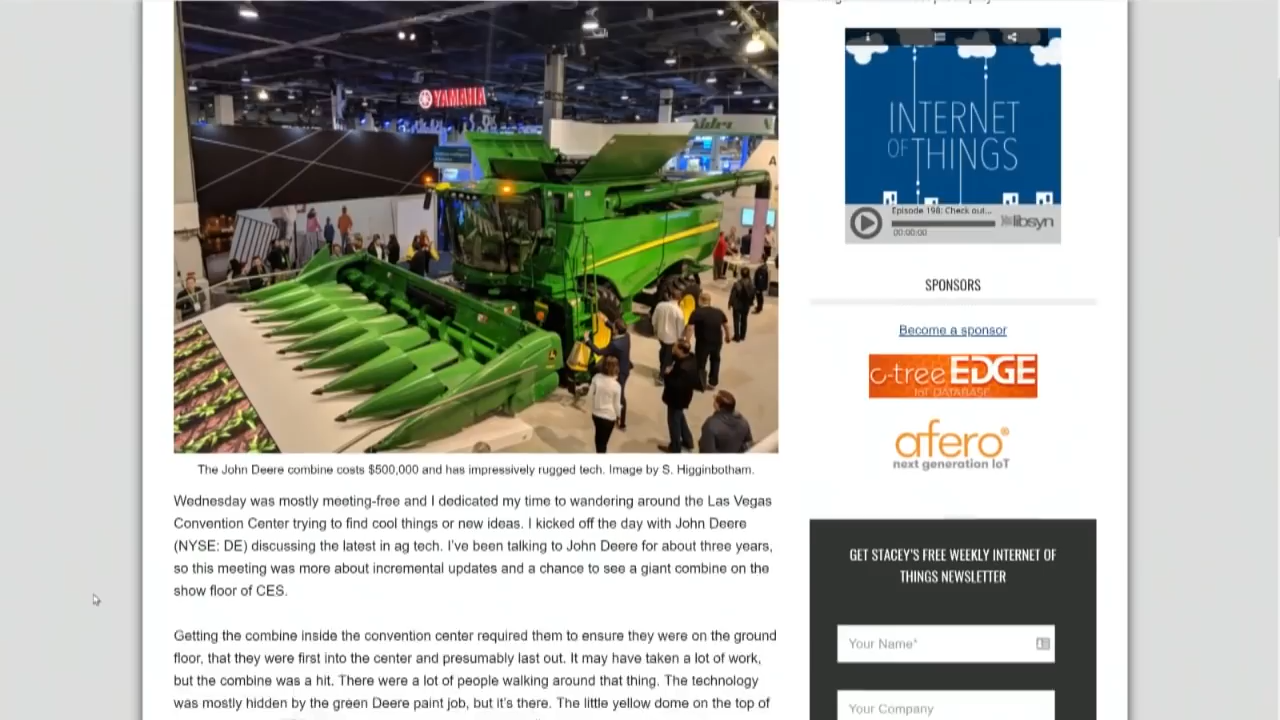 YAMAHA
Nidec
A
The John Deere combine costs $500,000 and has impressively rugged tech. Image by S. Higginbotham.
Wednesday was mostly meeting-free and I dedicated my time to wandering around the Las Vegas
Convention Center trying to find cool things or new ideas. I kicked off the day with John Deere
(NYSE: DE) discussing the latest in ag tech. I've been talking to John Deere for about three years,
so this meeting was more about incremental updates and a chance to see a giant combine on the
show floor of CES.
Getting the combine inside the convention center required them to ensure they were on the ground
floor, that they were first into the center and presumably last out. It may have taken a lot of work,
but the combine was a hit. There were a lot of people walking around that thing. The technology
was mostly hidden by the green Deere paint job, but it's there. The little yellow dome on the top of
INTERNET
OF THINGS
Episode 198: Check out...
00:00:00
libsyn
SPONSORS
Become a sponsor
c-treeEDGE
IoT DATABASE
afero®
next generation IoT
GET STACEY'S FREE WEEKLY INTERNET OF
THINGS NEWSLETTER
Your Name*
Your Company